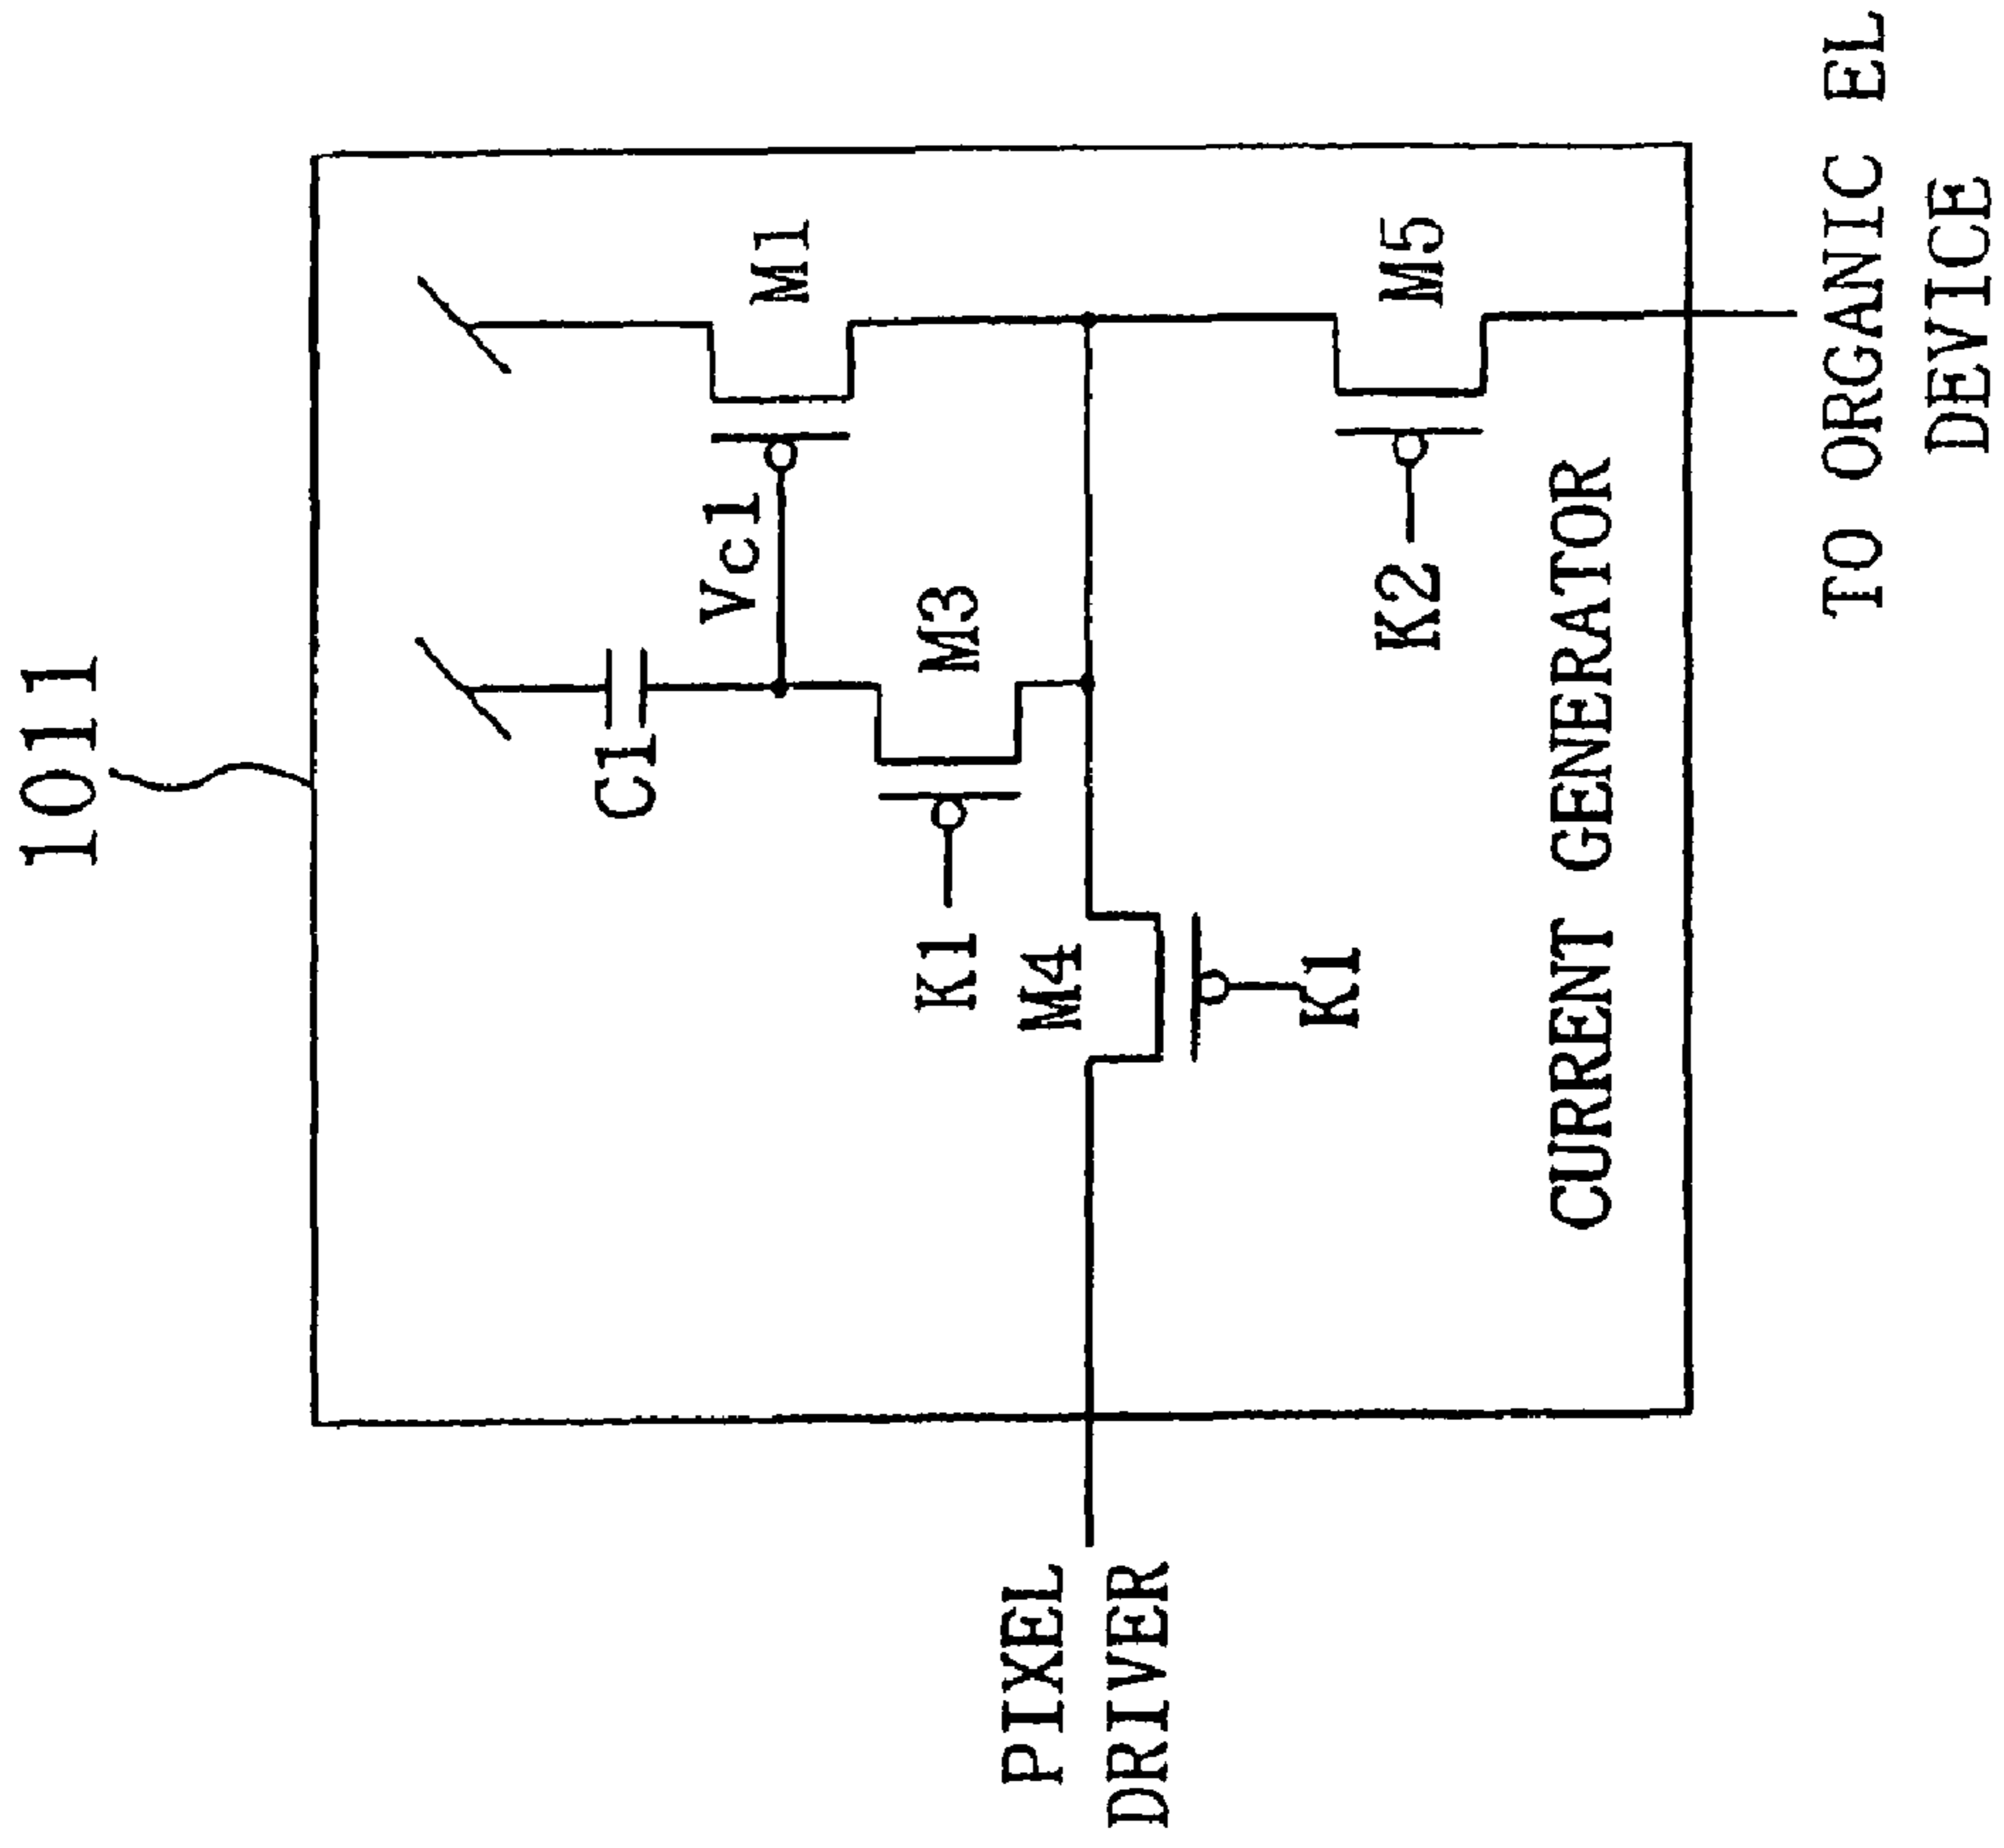 1011
M1
Vc1
C1
M3
K1
M4
K1
M5
K2
CURRENT GENERATOR
PIXEL
DRIVER
TO ORGANIC EL
DEVICE